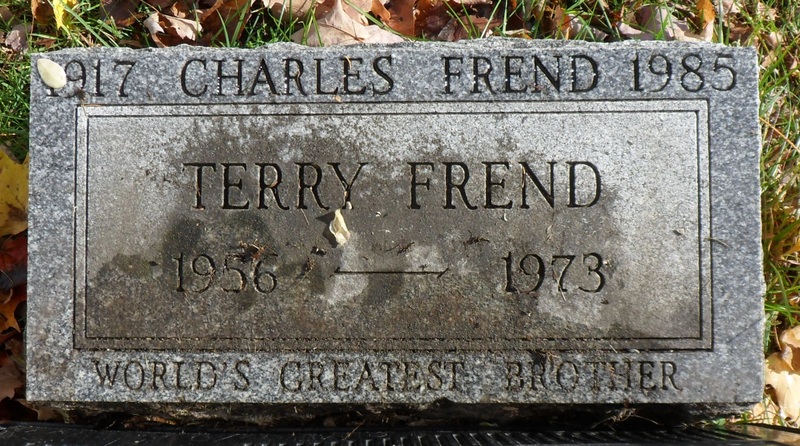 1917 CHARLES FREND 1985
TERRY FREND
1956 — 1973
WORLD'S GREATEST BROTHER